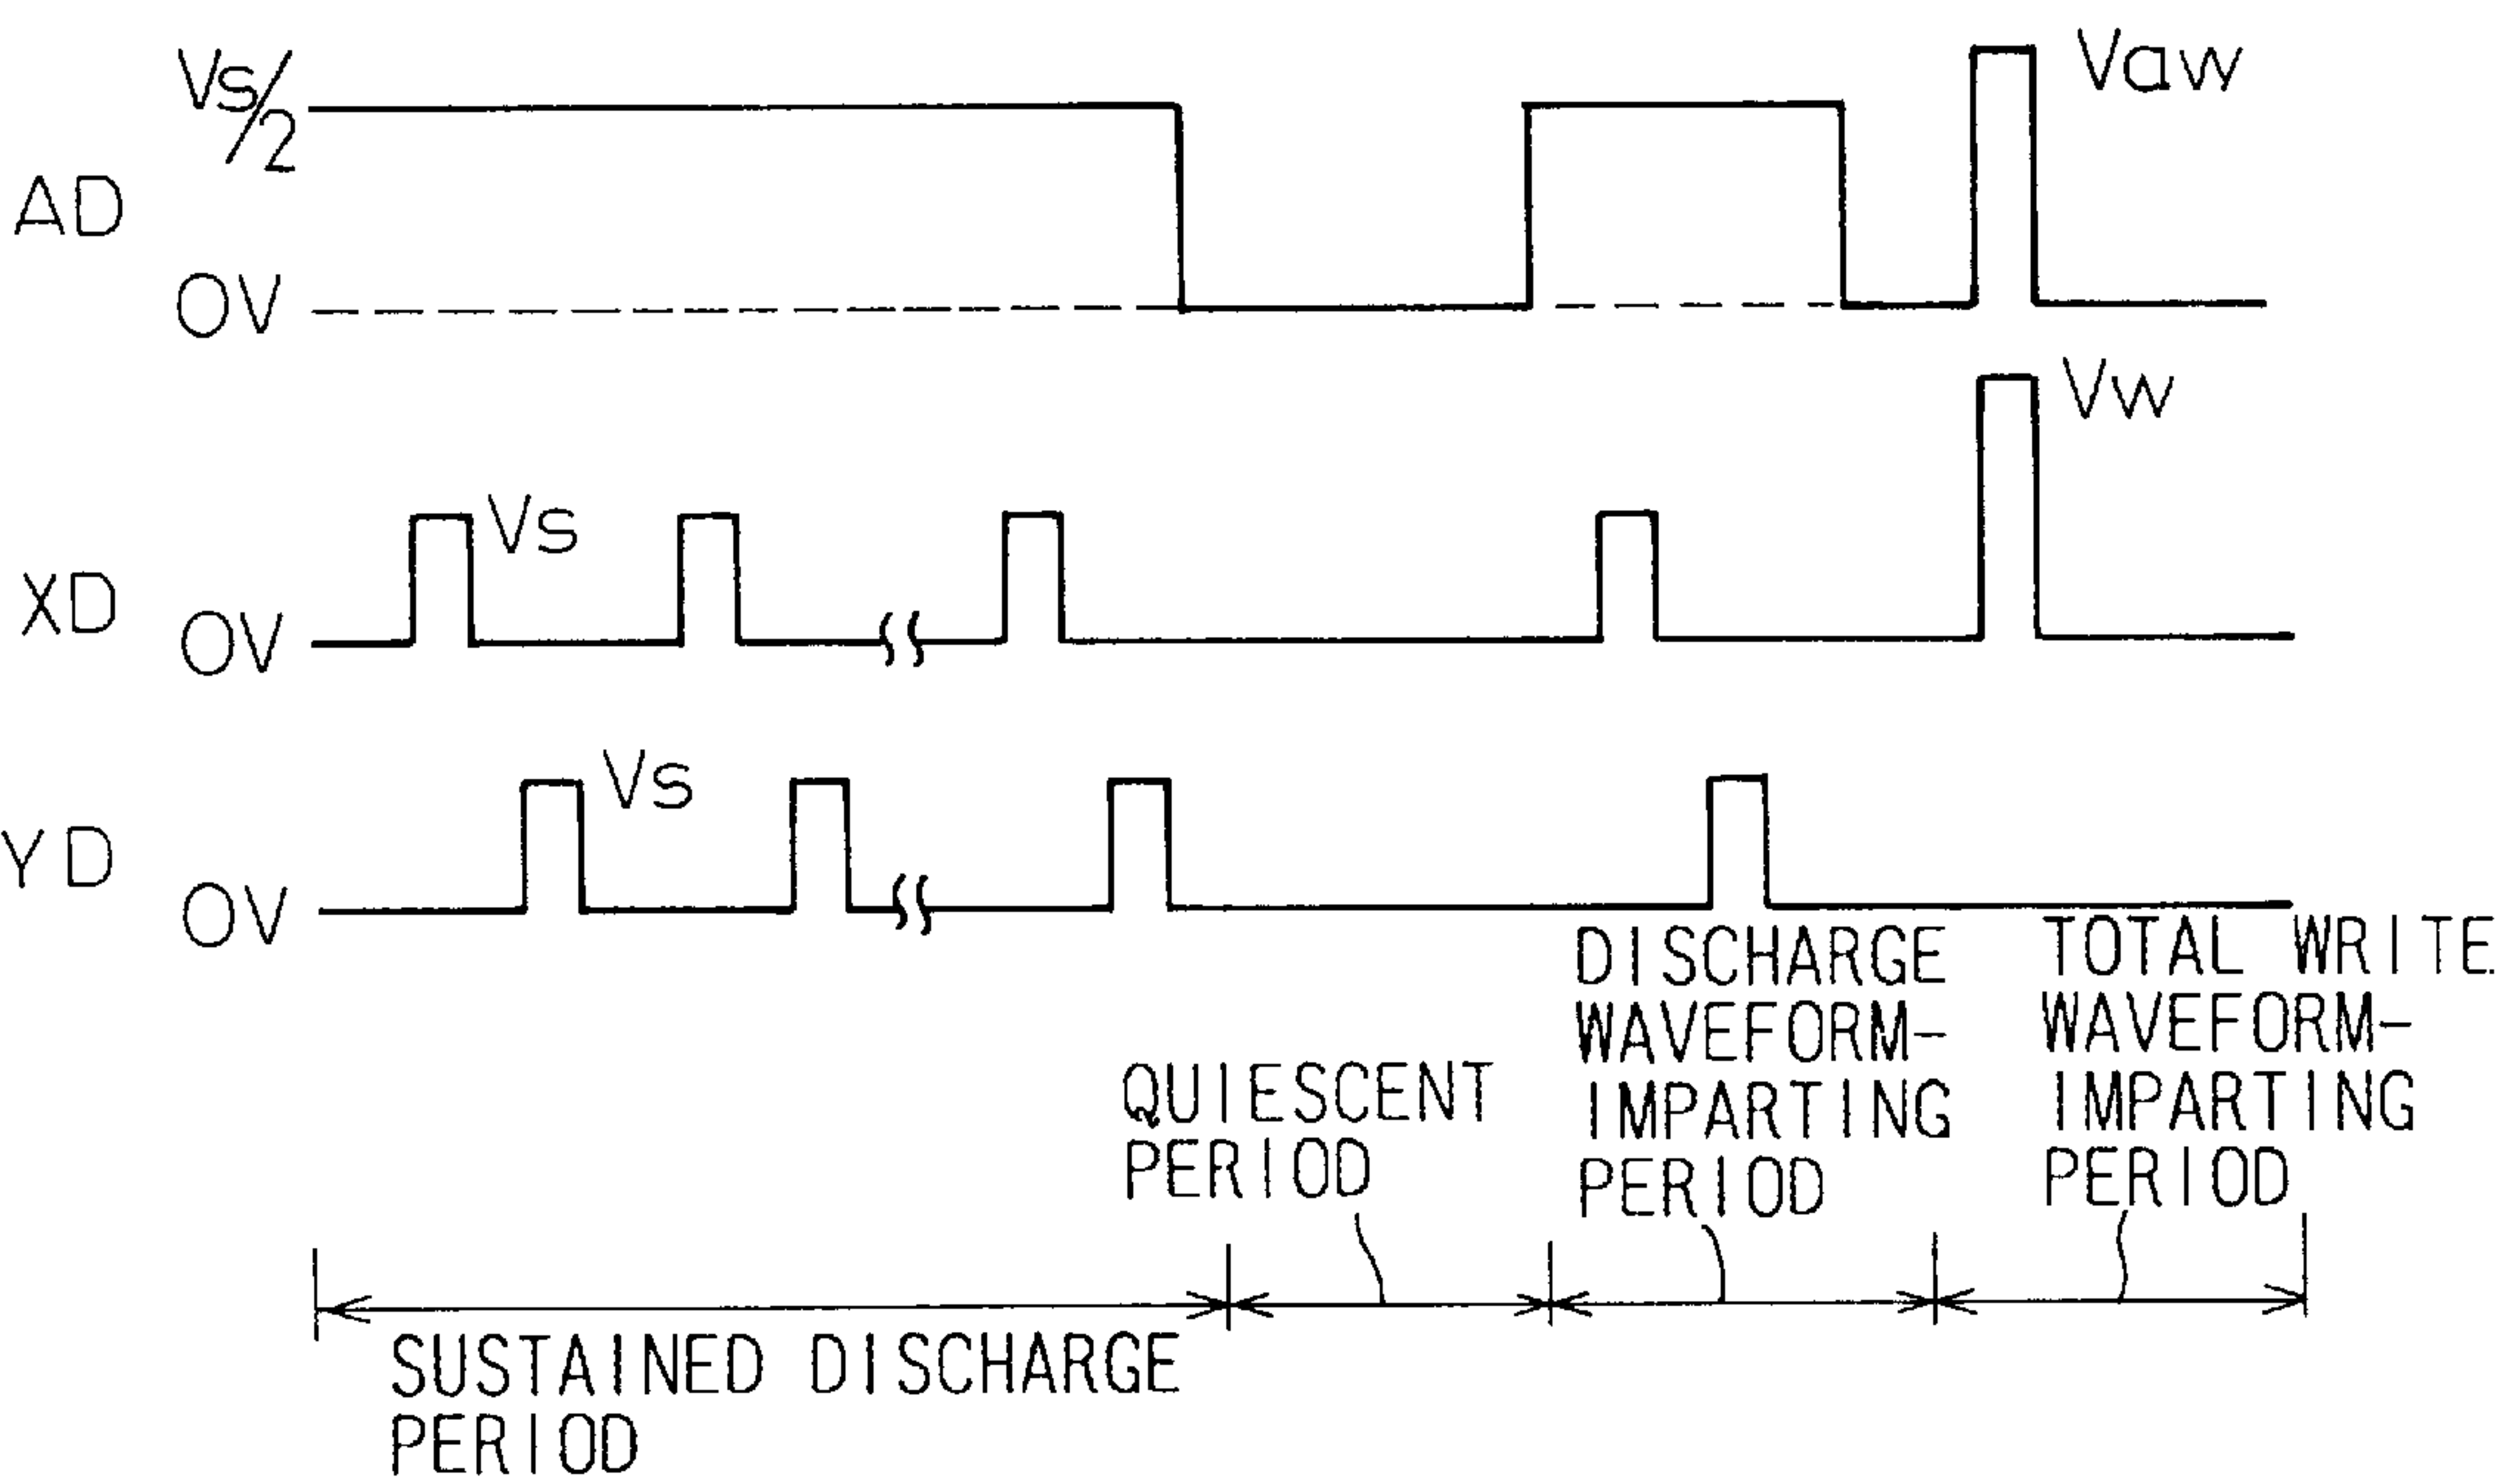 Vs/2
Vaw
AD
0V
Vw
Vs
XD
0V
Vs
YD
0V
DISCHARGE
WAVEFORM-
IMPARTING
PERIOD
TOTAL WRITE
WAVEFORM-
IMPARTING
PERIOD
QUIESCENT
PERIOD
SUSTAINED DISCHARGE
PERIOD